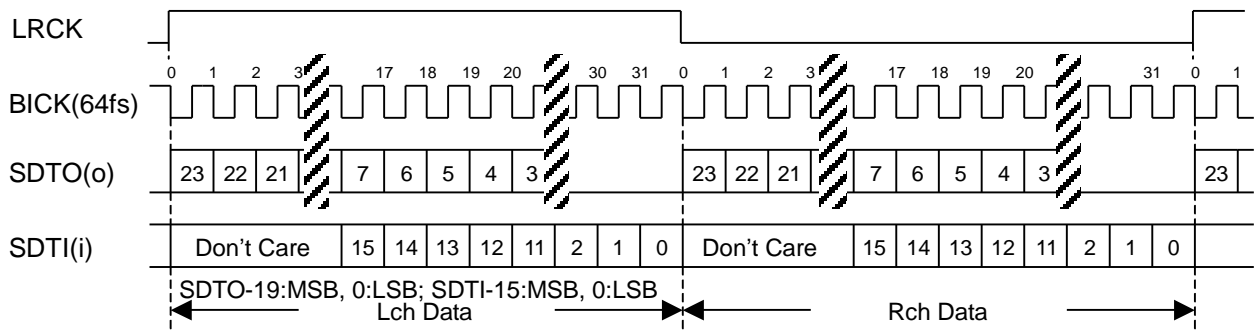 LRCK
0 1 2 3 17 18 19 20 30 31 0 1 2 3 17 18 19 20 31 0 1
BICK(64fs)
SDTO(o) 23 22 21 7 6 5 4 3 23 22 21 7 6 5 4 3 23
SDTI(i) Don't Care 15 14 13 12 11 2 1 0 Don't Care 15 14 13 12 11 2 1 0
SDTO-19:MSB, 0:LSB; SDTI-15:MSB, 0:LSB
Lch Data Rch Data